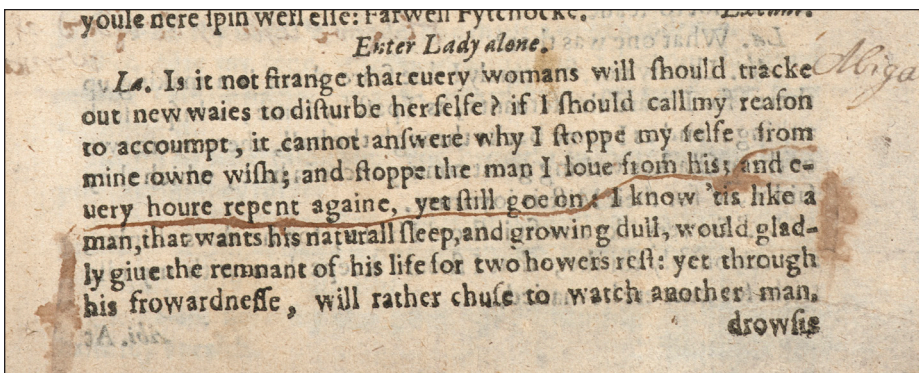 youle nere ſpin well elſe: Farwell Fytchocke. Exeunt.
Enter Lady alone.
La. Is it not ſtrange that euery womans will ſhould tracke
out new waies to diſturbe herſelfe? if I ſhould call my reaſon
to accoumpt, it cannot anſwere why I ſtoppe my ſelfe from
mine owne wiſh; and ſtoppe the man I loue from his; and e-
uery houre repent againe, yet ſtill goe on: I know 'tis like a
man, that wants his naturall ſleep, and growing dull, would glad-
ly giue the remnant of his life for two howers reſt: yet through
his frowardneſſe, will rather chuſe to watch another man,
drowſie
Abiga